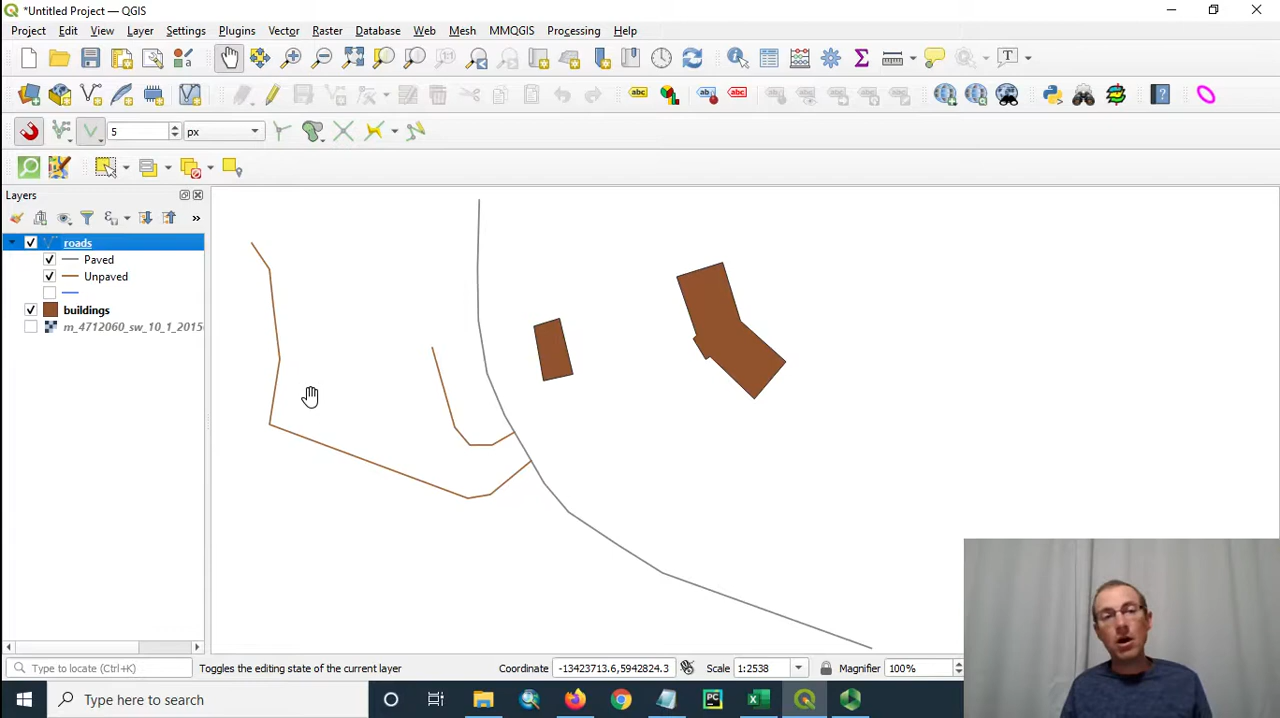 *Untitled Project — QGIS
Project Edit View Layer Settings Plugins Vector Raster Database Web Mesh MMQGIS Processing Help
5 px
Layers
roads
Paved
Unpaved
buildings
m_4712060_sw_10_1_2015
Type to locate (Ctrl+K) Toggles the editing state of the current layer Coordinate -13423713.6,5942824.3 Scale 1:2538 Magnifier 100%
Type here to search